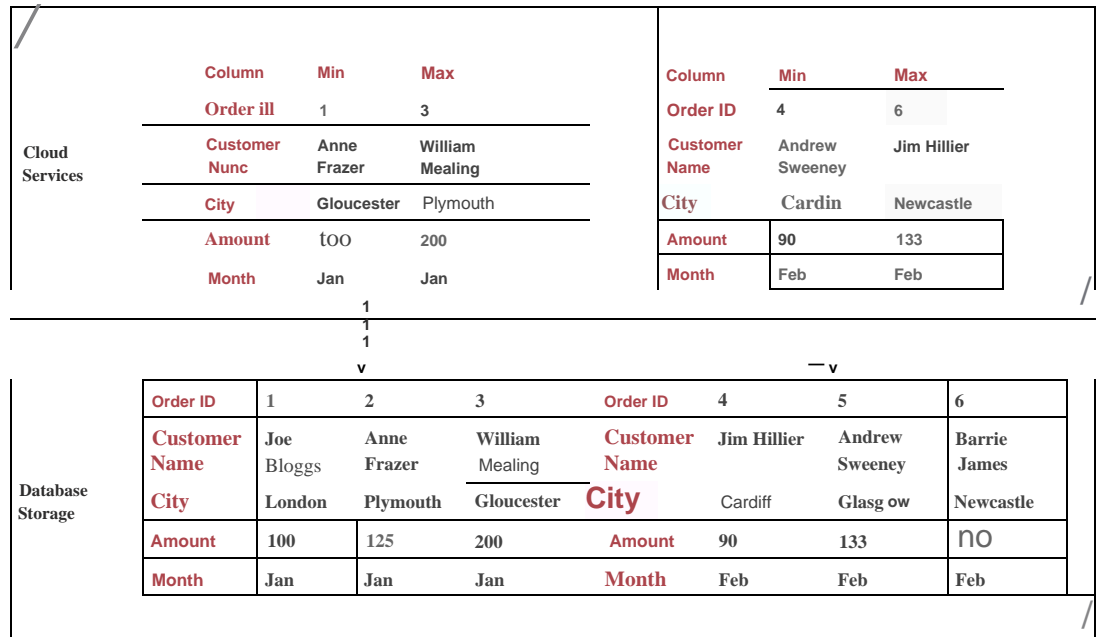 Column Min Max Column Min Max
Order ill 1 3 Order ID 4 6
Cloud
Services
Customer Anne William Customer Andrew Jim Hillier
Nunc Frazer Mealing Name Sweeney
City Gloucester Plymouth City Cardin Newcastle
Amount too 200 Amount 90 133
Month Jan Jan Month Feb Feb
1
1
1
v — v
Order ID 1 2 3 Order ID 4 5 6
Customer Joe Anne William Customer Jim Hillier Andrew Barrie
Name Bloggs Frazer Mealing Name Sweeney James
Database
Storage
City London Plymouth Gloucester City Cardiff Glasg ow Newcastle
Amount 100 125 200 Amount 90 133 no
Month Jan Jan Jan Month Feb Feb Feb